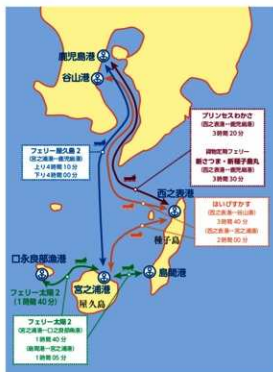 鹿児島港
谷山港
フェリー屋久島2
(宮之浦港ー鹿児島港)
上り4時間10分
下り4時間00分
プリンセスわかさ
(西之表港ー鹿児島港)
3時間20分
貨物定期フェリー
新さつま・新種子島丸
(西之表港ー鹿児島港)
3時間30分
西之表港
はいびすかす
(西之表港ー谷山港)
3時間40分
(西之表港ー宮之浦港)
2時間00分
種子島
島間港
口永良部漁港
フェリー太陽2
(1時間40分)
宮之浦港
屋久島
フェリー太陽2
(宮之浦港ー口之良部漁港)
1時間40分
(島間港ー宮之浦港)
1時間05分